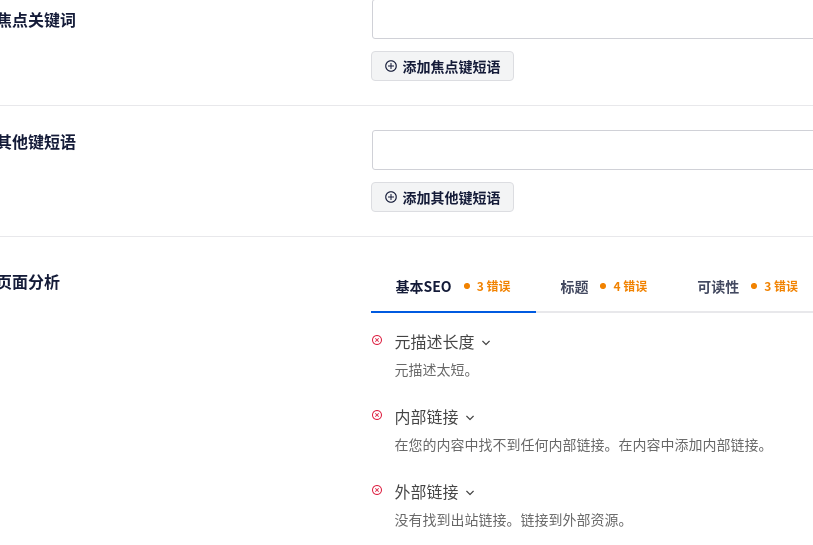 焦点关键词
添加焦点键短语
其他键短语
添加其他键短语
页面分析
基本SEO 3 错误 标题 4 错误 可读性 3 错误
元描述长度
元描述太短。
内部链接
在您的内容中找不到任何内部链接。在内容中添加内部链接。
外部链接
没有找到出站链接。链接到外部资源。